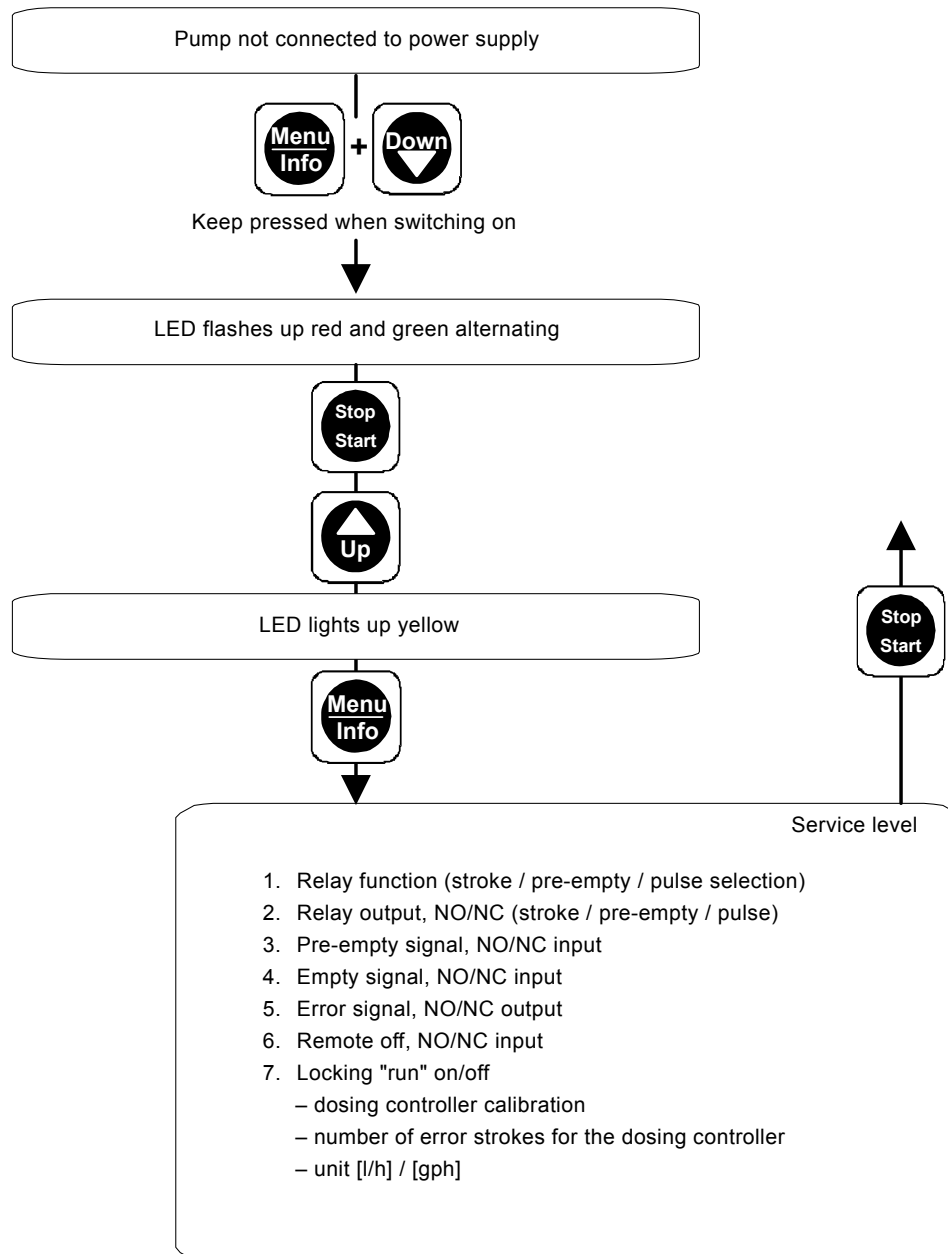 Pump not connected to power supply
Menu
Info
+
Down
Keep pressed when switching on
LED flashes up red and green alternating
Stop
Start
Up
LED lights up yellow
Menu
Info
Stop
Start
Service level
1. Relay function (stroke / pre-empty / pulse selection)
2. Relay output, NO/NC (stroke / pre-empty / pulse)
3. Pre-empty signal, NO/NC input
4. Empty signal, NO/NC input
5. Error signal, NO/NC output
6. Remote off, NO/NC input
7. Locking "run" on/off
– dosing controller calibration
– number of error strokes for the dosing controller
– unit [l/h] / [gph]